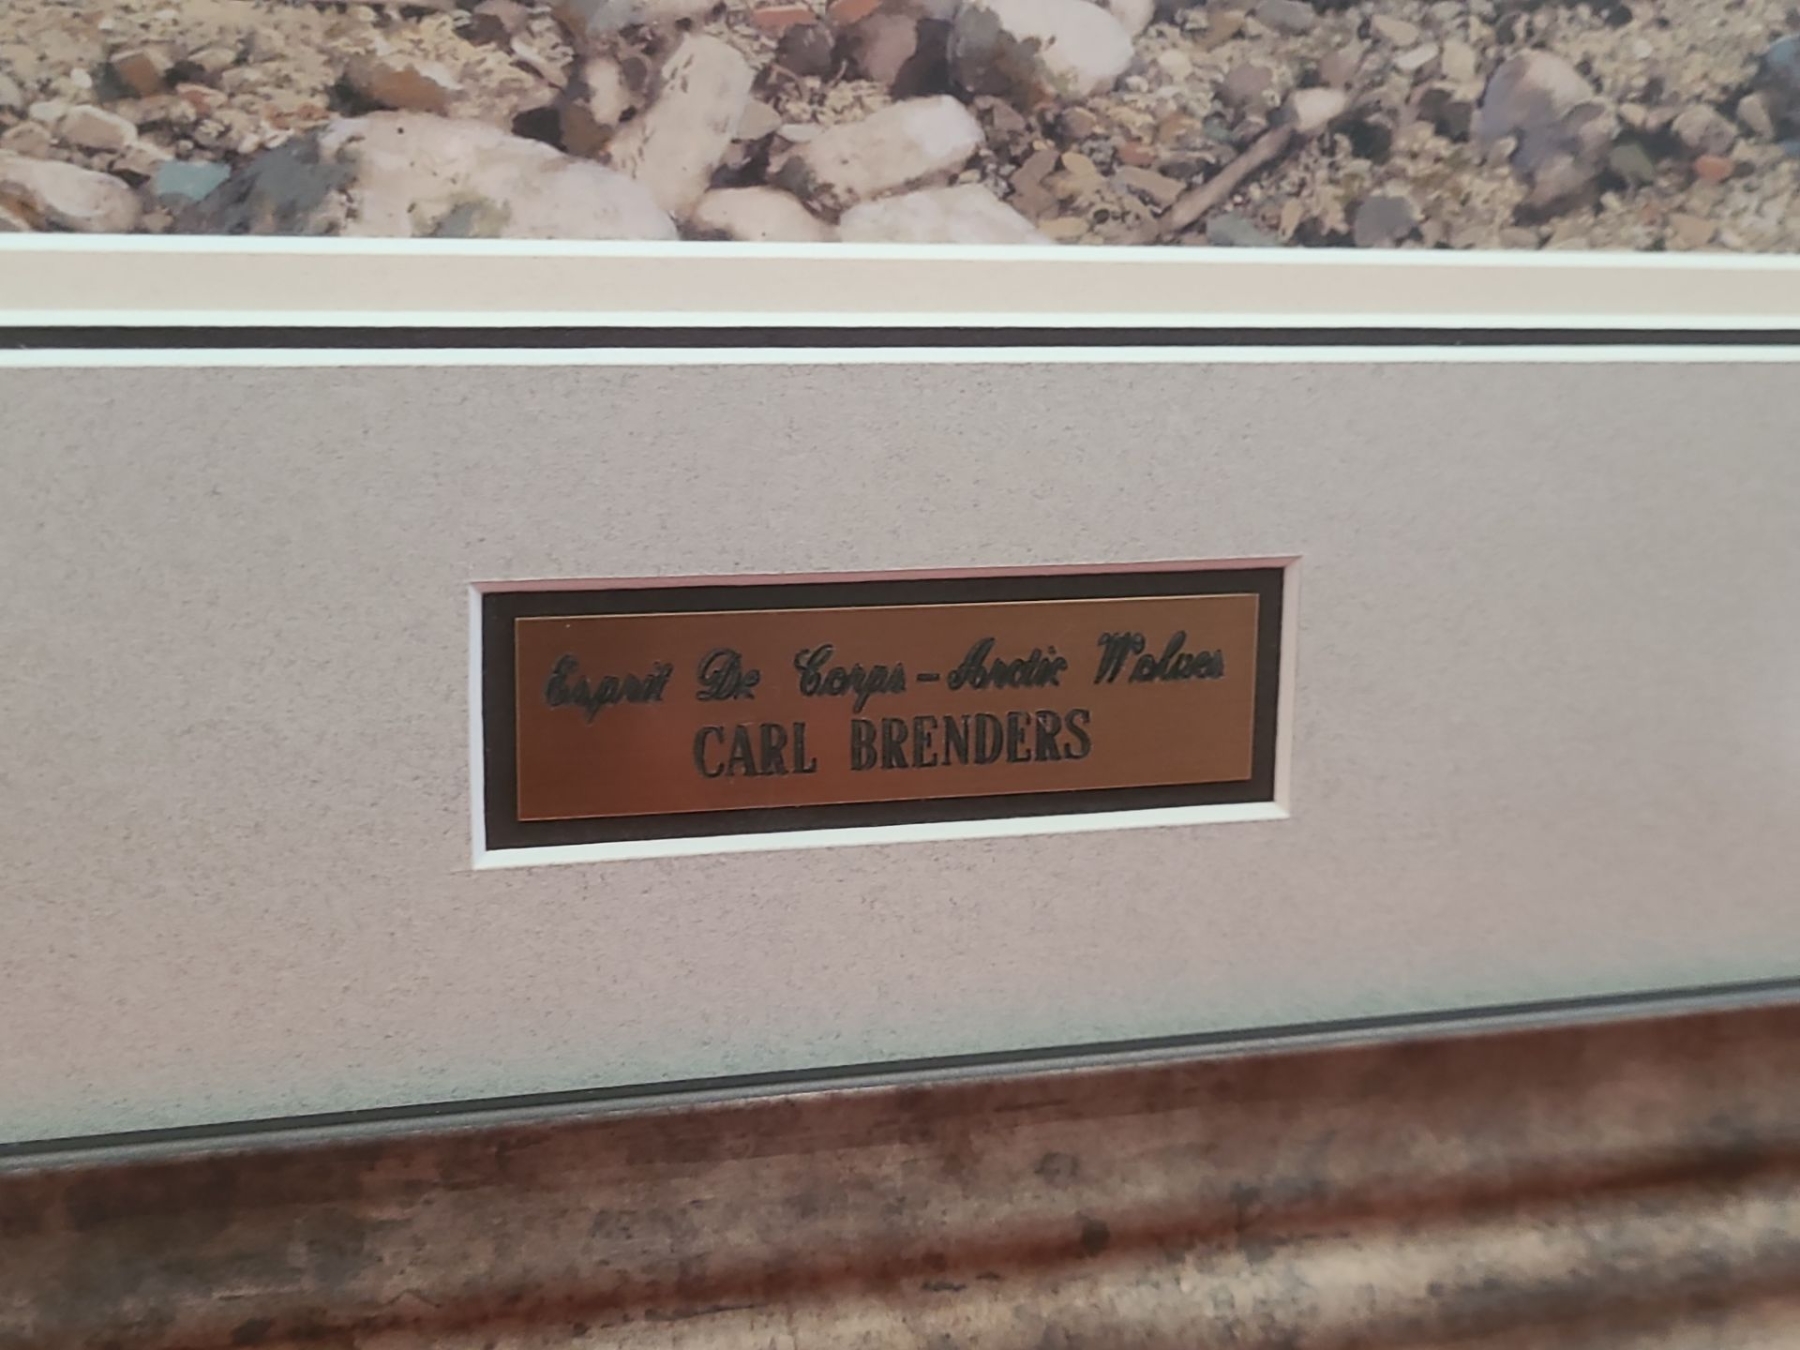 Esprit De Corps - Arctic Wolves
CARL BRENDERS